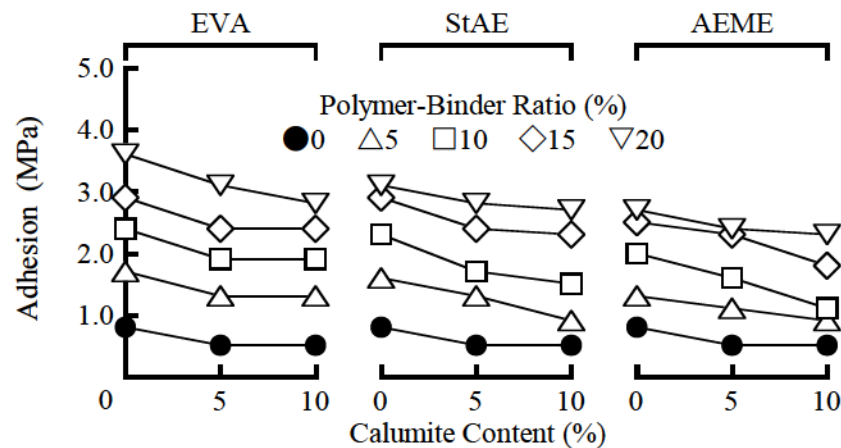 EVA StAE AEME
5.0
Polymer-Binder Ratio (%)
4.0
0 5 10 15 20
3.0
2.0
1.0
0
Adhesion (MPa)
0 5 10 0 5 10 0 5 10
Calumite Content (%)